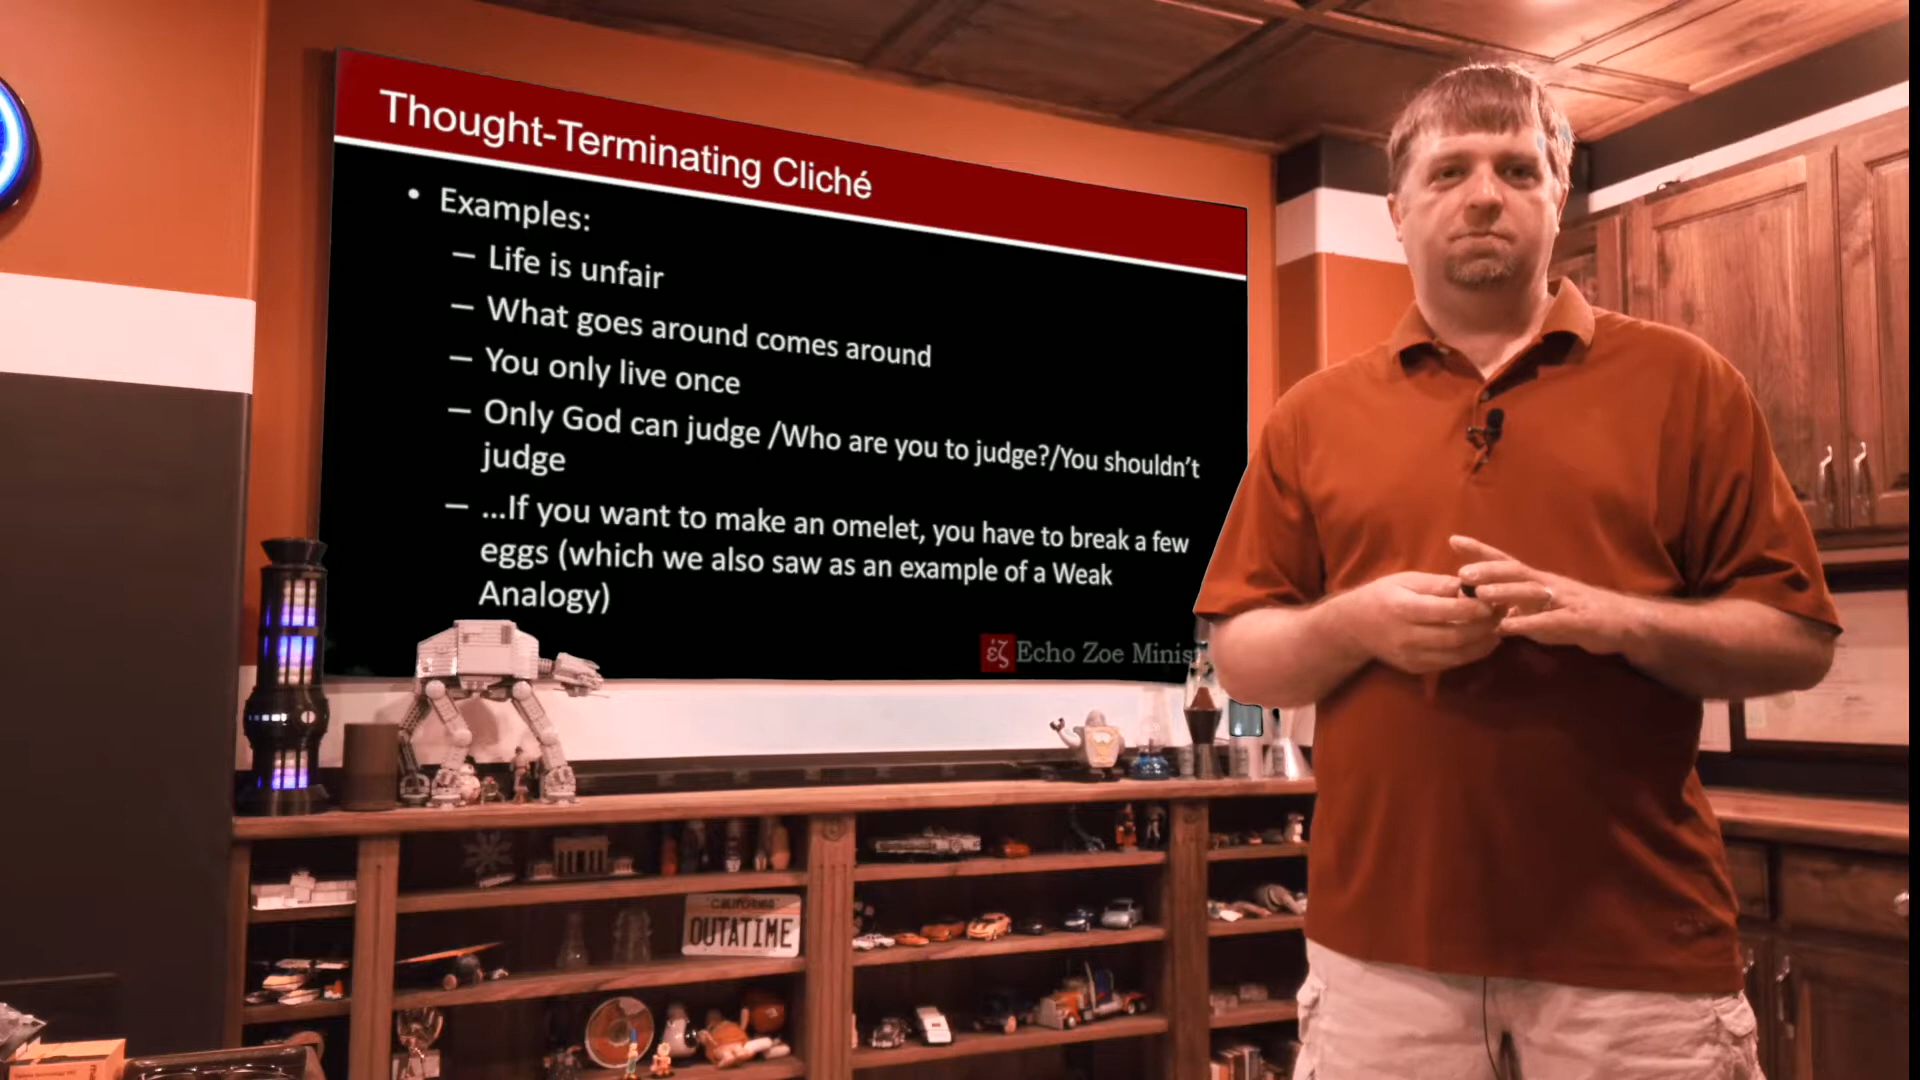 Thought-Terminating Cliché
• Examples:
– Life is unfair
– What goes around comes around
– You only live once
– Only God can judge /Who are you to judge?/You shouldn't
judge
– ...If you want to make an omelet, you have to break a few
eggs (which we also saw as an example of a Weak
Analogy)
έζ Echo Zoe Minis
CALIFORNIA
OUTATIME